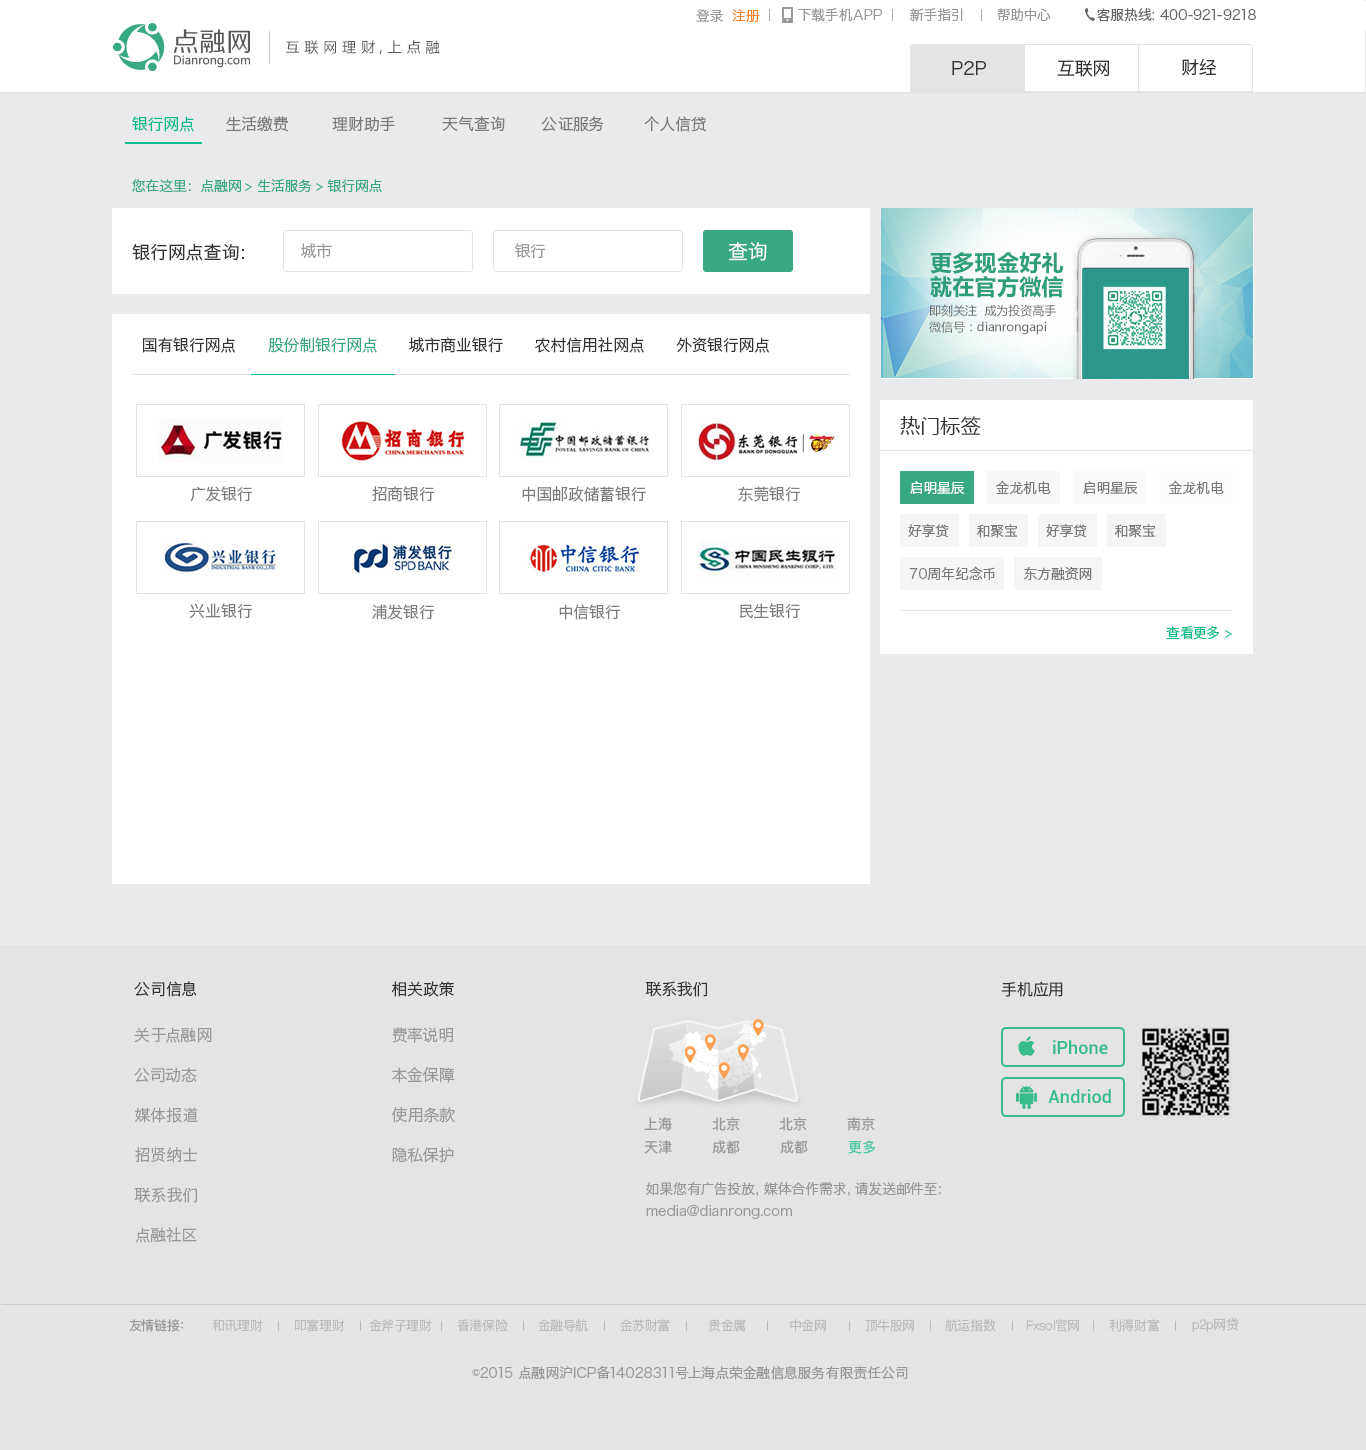 登录 注册 下载手机APP 新手指引 帮助中心 客服热线: 400-921-9218
点融网
Dianrong.com
互联网理财,上点融
P2P 互联网 财经
银行网点 生活缴费 理财助手 天气查询 公证服务 个人信贷
您在这里: 点融网 > 生活服务 > 银行网点
银行网点查询: 城市 银行 查询
更多现金好礼
就在官方微信
即刻关注 成为投资高手
微信号 : dianrongapi
国有银行网点 股份制银行网点 城市商业银行 农村信用社网点 外资银行网点
广发银行
招商银行
CHINA MERCHANTS BANK
中国邮政储蓄银行
POSTAL SAVINGS BANK OF CHINA
东莞银行
BANK OF DONGGUAN
广发银行 招商银行 中国邮政储蓄银行 东莞银行
兴业银行
INDUSTRIAL BANK CO.,LTD.
浦发银行
SPD BANK
中信银行
CHINA CITIC BANK
中国民生银行
CHINA MINSHENG BANKING CORP., LTD.
兴业银行 浦发银行 中信银行 民生银行
热门标签
启明星辰 金龙机电 启明星辰 金龙机电
好享贷 和聚宝 好享贷 和聚宝
70周年纪念币 东方融资网
查看更多 >
公司信息
关于点融网
公司动态
媒体报道
招贤纳士
联系我们
点融社区
相关政策
费率说明
本金保障
使用条款
隐私保护
联系我们
上海 北京 北京 南京
天津 成都 成都 更多
如果您有广告投放, 媒体合作需求, 请发送邮件至:
media@dianrong.com
手机应用
iPhone
Andriod
友情链接: 和讯理财 叩富理财 金斧子理财 香港保险 金融导航 金苏财富 贵金属 中金网 顶牛股网 航运指数 Fxsol官网 利得财富 p2p网贷
©2015 点融网沪ICP备14028311号上海点荣金融信息服务有限责任公司